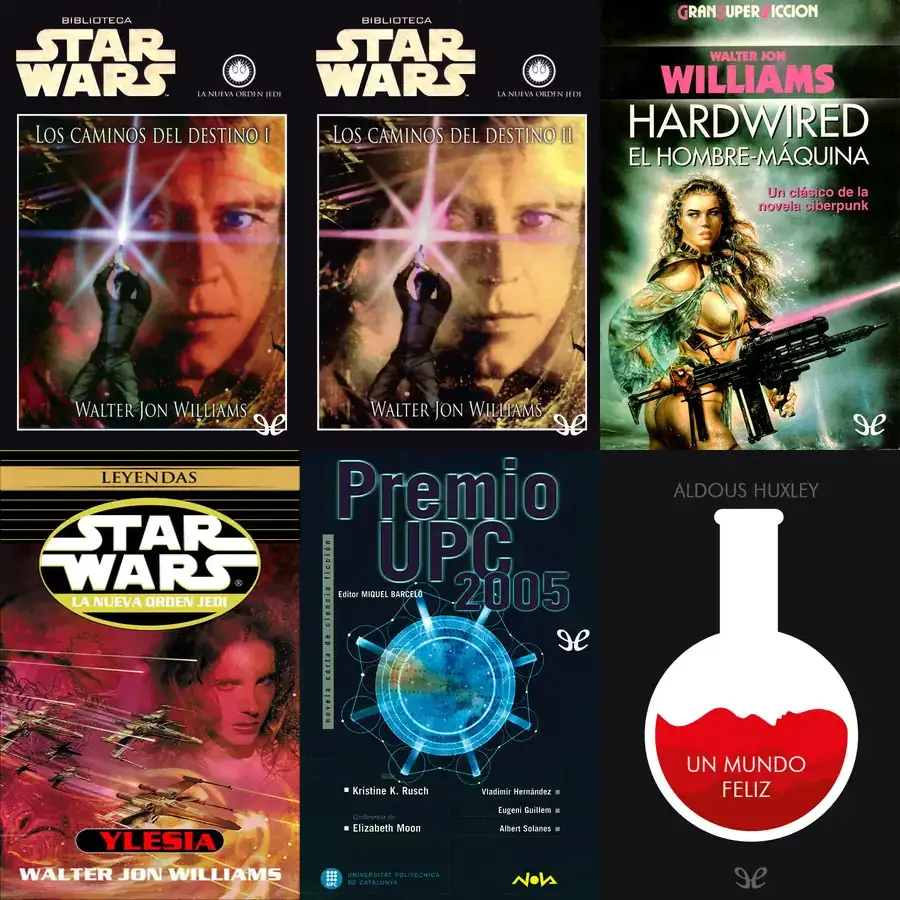 BIBLIOTECA
STAR
WARS
LA NUEVA ORDEN JEDI
LOS CAMINOS DEL DESTINO I
WALTER JON WILLIAMS
BIBLIOTECA
STAR
WARS
LA NUEVA ORDEN JEDI
LOS CAMINOS DEL DESTINO II
WALTER JON WILLIAMS
GRAN SUPER FICCION
WALTER JON
WILLIAMS
HARDWIRED
EL HOMBRE-MÁQUINA
Un clásico de la
novela ciberpunk
LEYENDAS
STAR
WARS®
LA NUEVA ORDEN JEDI
YLESIA
WALTER JON WILLIAMS
Premio
UPC
2005
novela corta de ciencia ficción
Editor MIQUEL BARCELÓ
Kristine K. Rusch
Conferencia de
Elizabeth Moon
Vladimir Hernández
Eugeni Guillem
Albert Solanes
UPC
UNIVERSITAT POLITÈCNICA
DE CATALUNYA
NOVA
ALDOUS HUXLEY
UN MUNDO
FELIZ